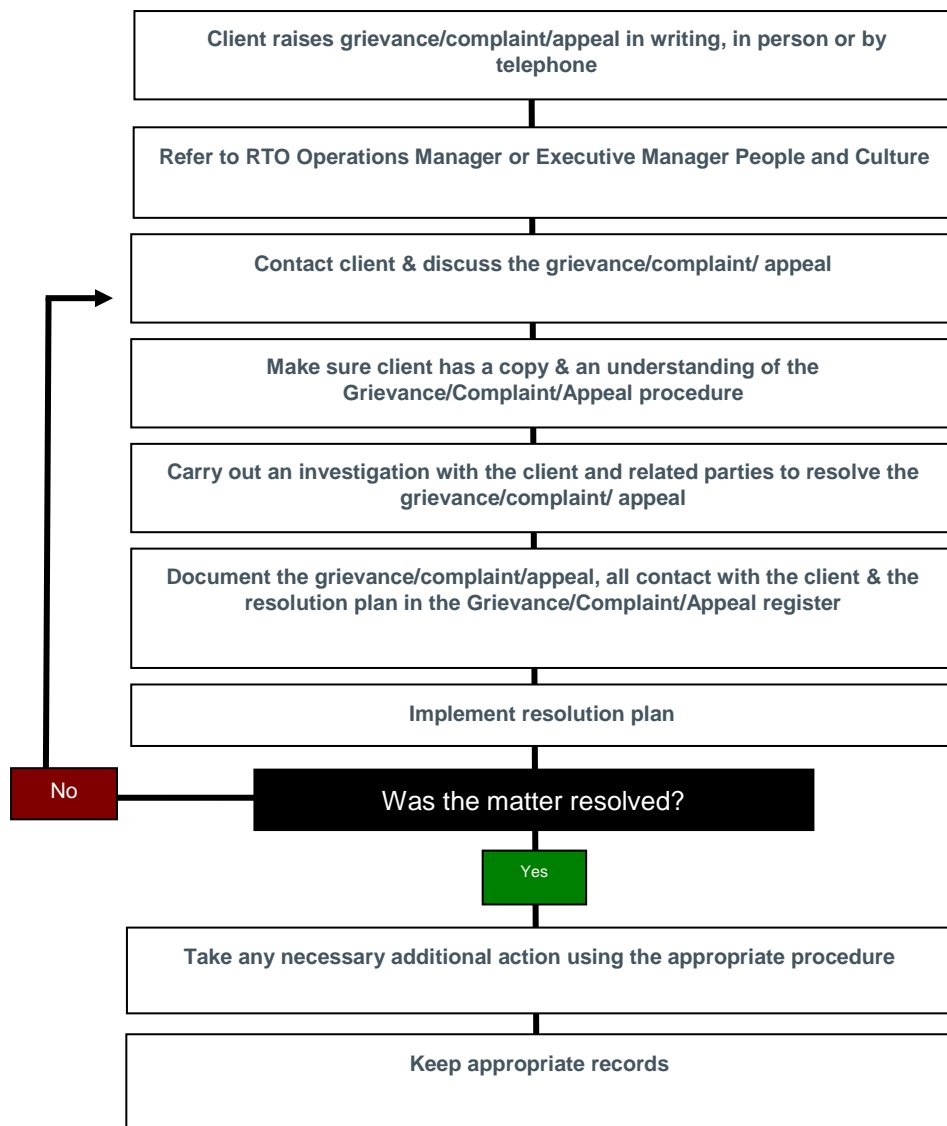 Client raises grievance/complaint/appeal in writing, in person or by
telephone
Refer to RTO Operations Manager or Executive Manager People and Culture
Contact client & discuss the grievance/complaint/ appeal
Make sure client has a copy & an understanding of the
Grievance/Complaint/Appeal procedure
Carry out an investigation with the client and related parties to resolve the
grievance/complaint/ appeal
Document the grievance/complaint/appeal, all contact with the client & the
resolution plan in the Grievance/Complaint/Appeal register
Implement resolution plan
No
Was the matter resolved?
Yes
Take any necessary additional action using the appropriate procedure
Keep appropriate records